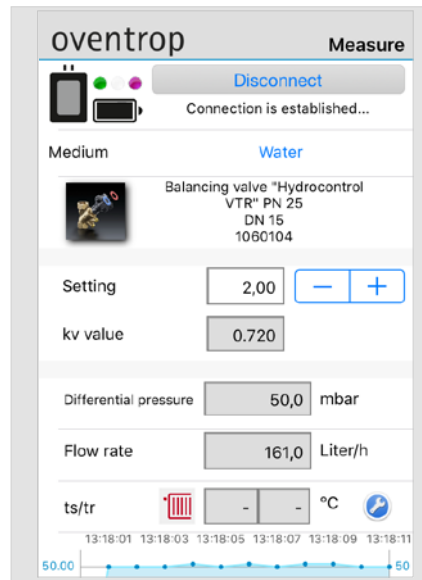 oventrop
Measure
Disconnect
Connection is established...
Medium Water
Balancing valve "Hydrocontrol
VTR" PN 25
DN 15
1060104
Setting 2,00 − +
kv value 0.720
Differential pressure 50,0 mbar
Flow rate 161,0 Liter/h
ts/tr - - °C
13:18:01 13:18:03 13:18:05 13:18:07 13:18:09 13:18:11
50.00 50